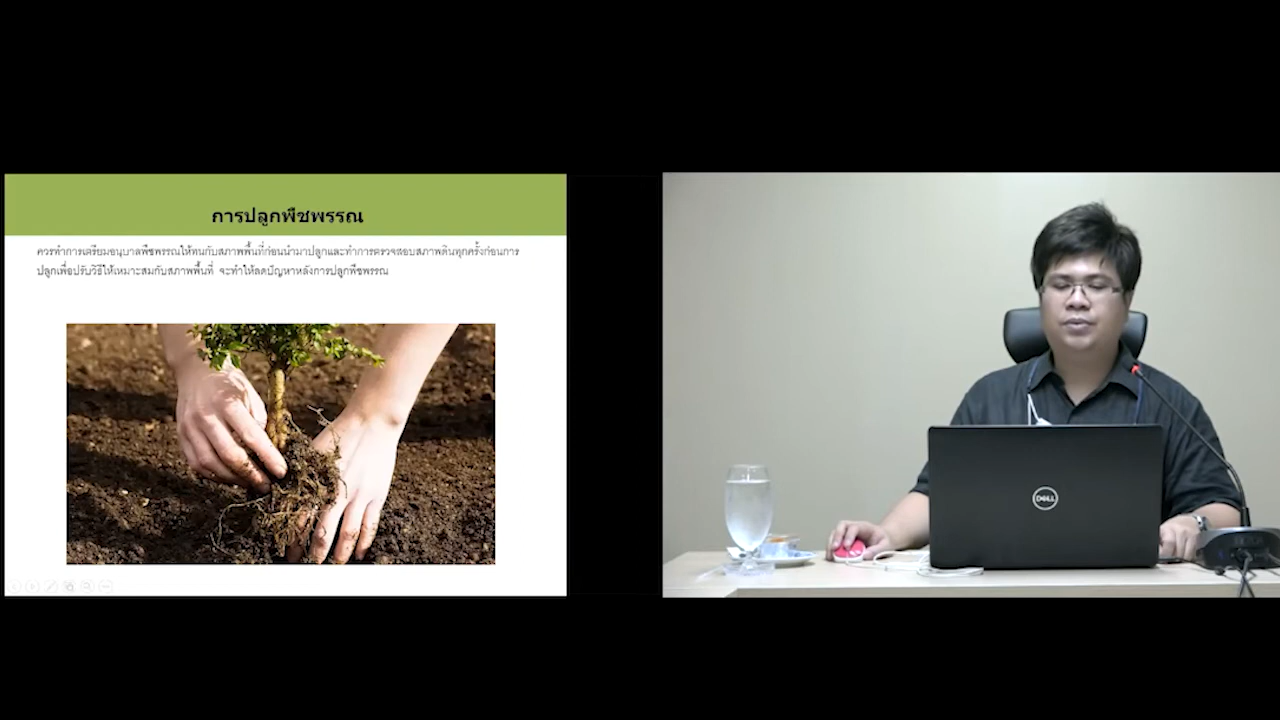 การปลูกพืชพรรณ
ควรทำการเตรียมอนุบาลพืชพรรณให้ทนกับสภาพพื้นที่ก่อนนำมาปลูกและทำการตรวจสอบสภาพดินทุกครั้งก่อนการ
ปลูกเพื่อปรับวิธีให้เหมาะสมกับสภาพพื้นที่ จะทำให้ลดปัญหาหลังการปลูกพืชพรรณ
DELL